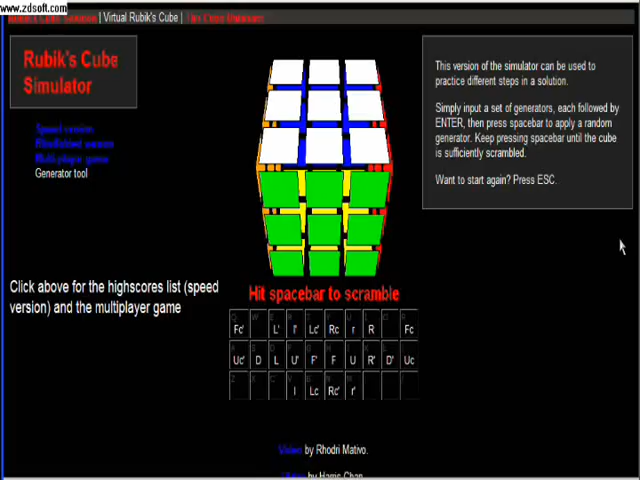 www.zdsoft.com
| Virtual Rubik's Cube |
Rubik's Cube
Simulator
Speed version
Blindfolded version
Multi-player game
Generator tool
This version of the simulator can be used to
practice different steps in a solution.
Simply input a set of generators, each followed by
ENTER, then press spacebar to apply a random
generator. Keep pressing spacebar until the cube
is sufficiently scrambled.
Want to start again? Press ESC.
Click above for the highscores list (speed
version) and the multiplayer game
Hit spacebar to scramble
Fc' L' l' Lc' Rc r R Fc
Uc' D L U' F' F U R' D' Uc
l Lc Rc' r'
Video by Rhodri Mativo.
by Harris Chan